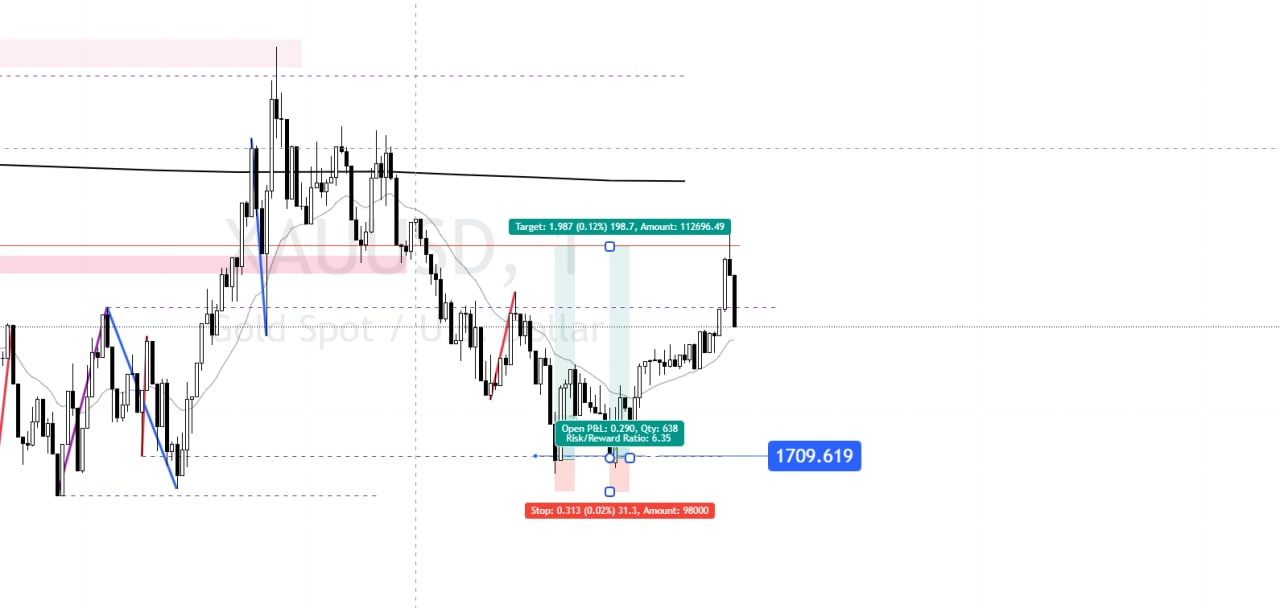 XAUUSD, 1
Gold Spot / U.S. Dollar
Target: 1.987 (0.12%) 198.7, Amount: 112696.49
Open P&L: 0.290, Qty: 638
Risk/Reward Ratio: 6.35
1709.619
Stop: 0.313 (0.02%) 31.3, Amount: 98000